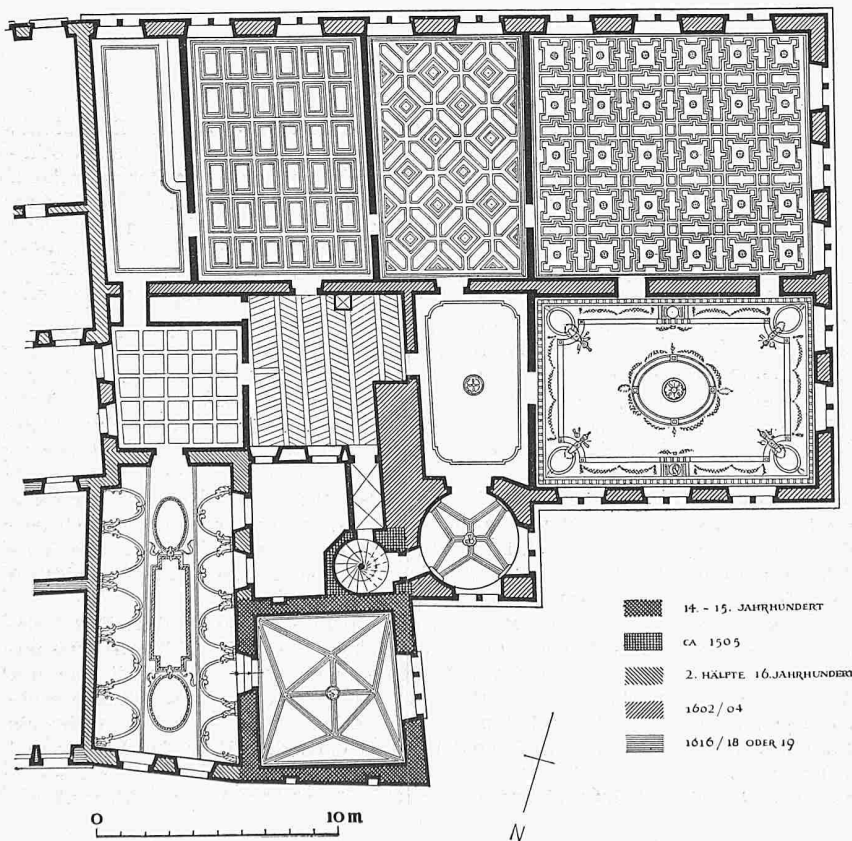 14. - 15. JAHRHUNDERT
CA 1505
2. HÄLFTE 16. JAHRHUNDERT
1602/04
1616/18 ODER 19
0 10 m
N